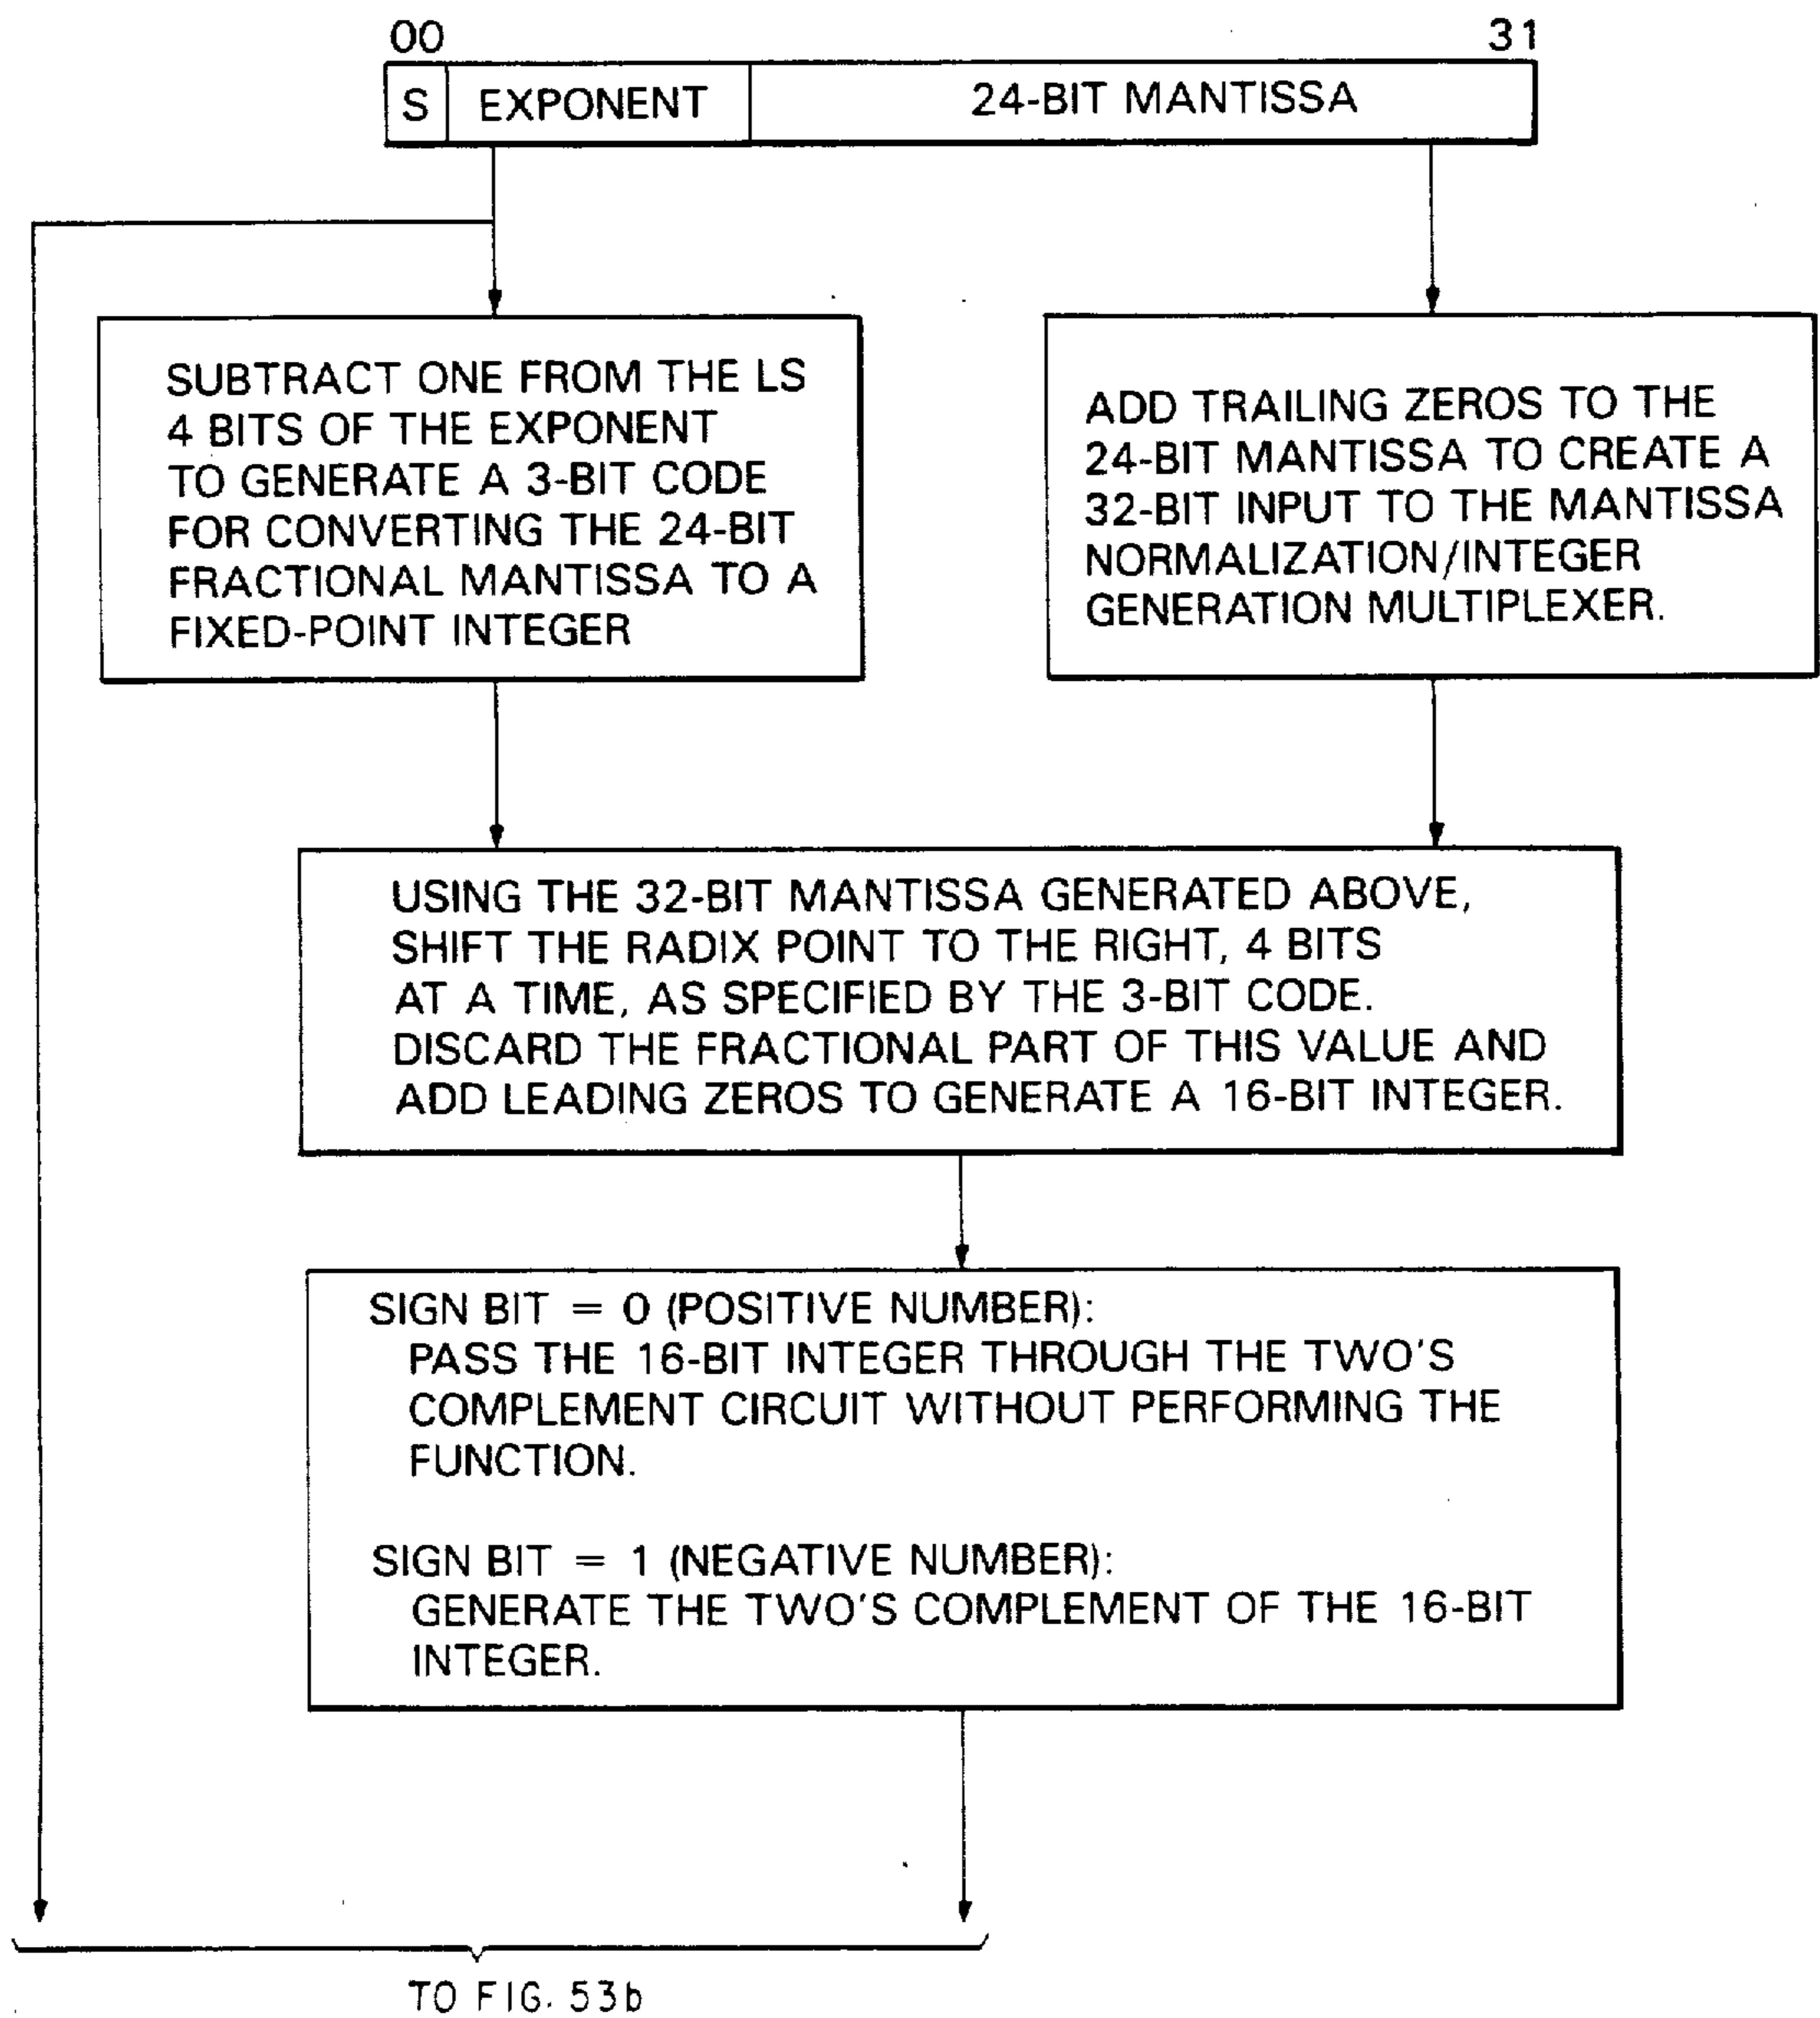 00 31
S EXPONENT 24-BIT MANTISSA
SUBTRACT ONE FROM THE LS
4 BITS OF THE EXPONENT
TO GENERATE A 3-BIT CODE
FOR CONVERTING THE 24-BIT
FRACTIONAL MANTISSA TO A
FIXED-POINT INTEGER
ADD TRAILING ZEROS TO THE
24-BIT MANTISSA TO CREATE A
32-BIT INPUT TO THE MANTISSA
NORMALIZATION/INTEGER
GENERATION MULTIPLEXER.
USING THE 32-BIT MANTISSA GENERATED ABOVE,
SHIFT THE RADIX POINT TO THE RIGHT, 4 BITS
AT A TIME, AS SPECIFIED BY THE 3-BIT CODE.
DISCARD THE FRACTIONAL PART OF THIS VALUE AND
ADD LEADING ZEROS TO GENERATE A 16-BIT INTEGER.
SIGN BIT = 0 (POSITIVE NUMBER):
PASS THE 16-BIT INTEGER THROUGH THE TWO'S
COMPLEMENT CIRCUIT WITHOUT PERFORMING THE
FUNCTION.
SIGN BIT = 1 (NEGATIVE NUMBER):
GENERATE THE TWO'S COMPLEMENT OF THE 16-BIT
INTEGER.
TO FIG. 53b